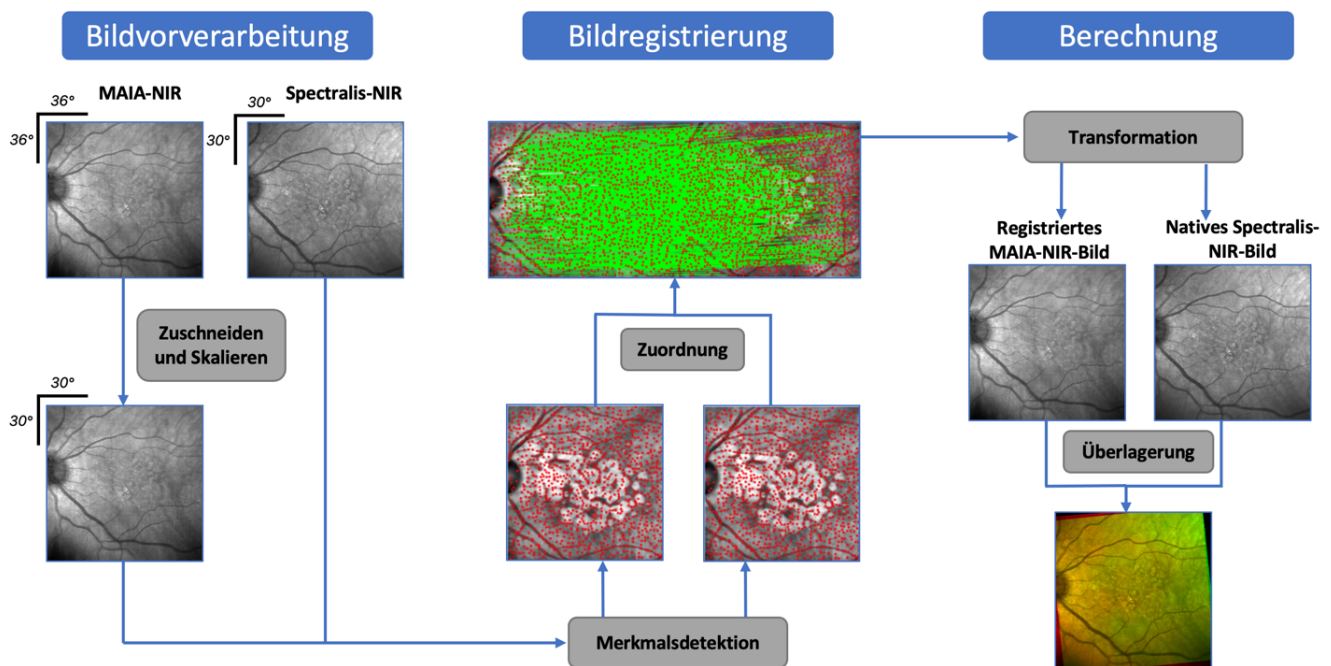 Bildvorverarbeitung
MAIA-NIR
36°
36°
Spectralis-NIR
30°
30°
Zuschneiden
und Skalieren
30°
30°
Bildregistrierung
Zuordnung
Merkmalsdetektion
Berechnung
Transformation
Registriertes
MAIA-NIR-Bild
Natives Spectralis-
NIR-Bild
Überlagerung